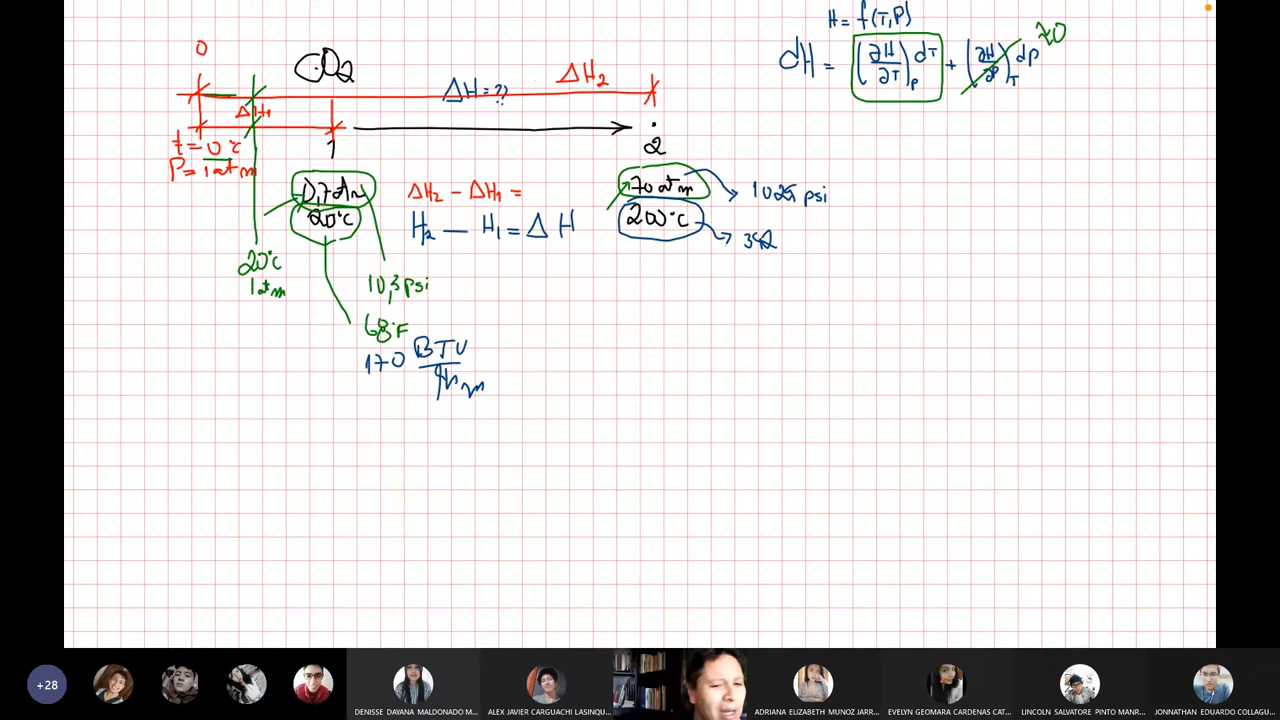 H = f(T,P)
dH = (∂H/∂T)P dT + (∂H/∂P)T dP ≈0
0
CO2
ΔH = ??
ΔH2
ΔH1
t = 0°C
P = 1 atm
1
2
0,7 Atm
20°C
ΔH2 - ΔH1 =
H2 — H1 = ΔH
70 atm
200°C
1025 psi
392
20°C
1 atm
10,3 psi
68°F
170 BTU
+28
DENISSE DAYANA MALDONADO M...
ALEX JAVIER CARGUACHI LASINQU...
ADRIANA ELIZABETH MUNOZ JARR...
EVELYN GEOMARA CARDENAS CAT...
LINCOLN SALVATORE PINTO MANR...
JONNATHAN EDUARDO COLLAGU...